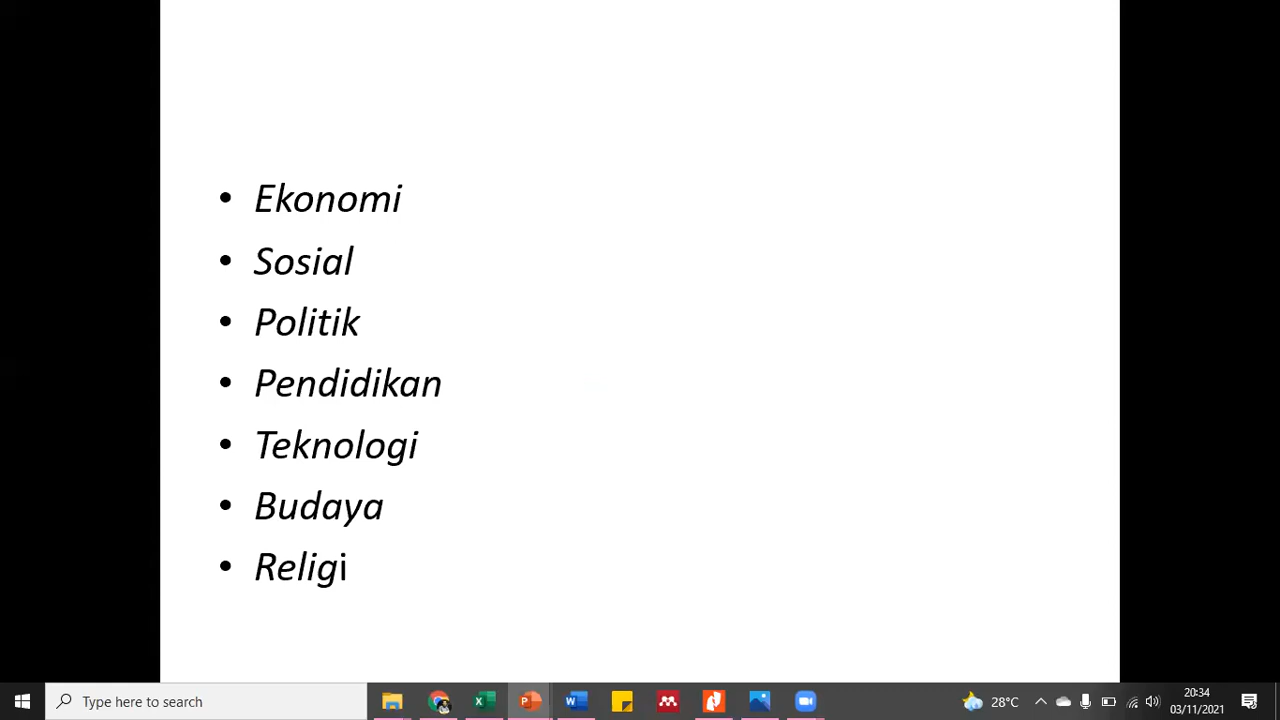 • Ekonomi
• Sosial
• Politik
• Pendidikan
• Teknologi
• Budaya
• Religi
Type here to search
28°C
20:34
03/11/2021